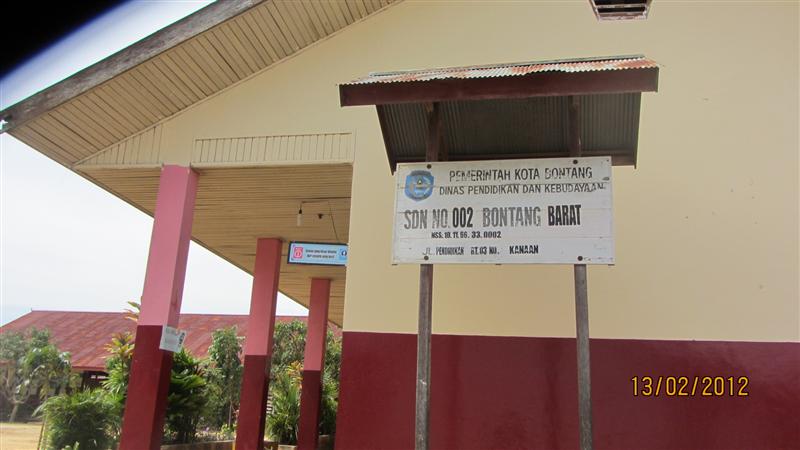 PEMERINTAH KOTA BONTANG
DINAS PENDIDIKAN DAN KEBUDAYAAN
SDN NO.002 BONTANG BARAT
NSS: 10. 11. 66. 33. 0002
JL. PENDIDIKAN RT.03 NO. KANAAN
13/02/2012